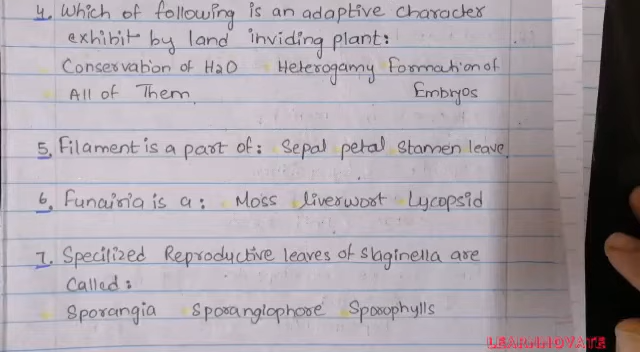 4. Which of following is an adaptive character
exhibit by land inviding plant:
Conservation of H2O Heterogamy Formation of
All of Them Embryos
5. Filament is a part of: Sepal petal Stamen leave
6. Funairia is a: Moss liverwort Lycopsid
7. Specilized Reproductive leaves of Slaginella are
Called:
Sporangia Sporangiophore Sporophylls
LEARNNOVATE